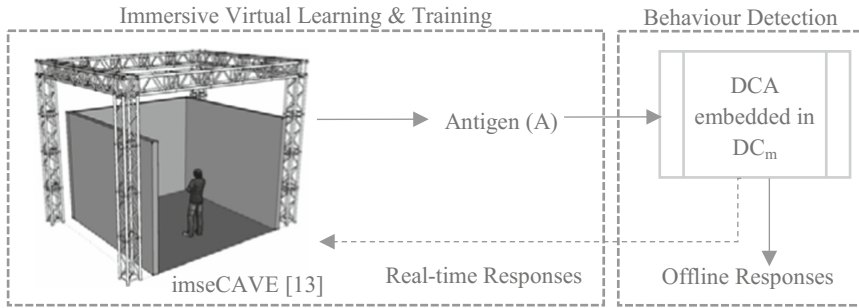 Immersive Virtual Learning & Training
Behaviour Detection
Antigen (A)
DCA
embedded in
DCm
imseCAVE [13]
Real-time Responses
Offline Responses